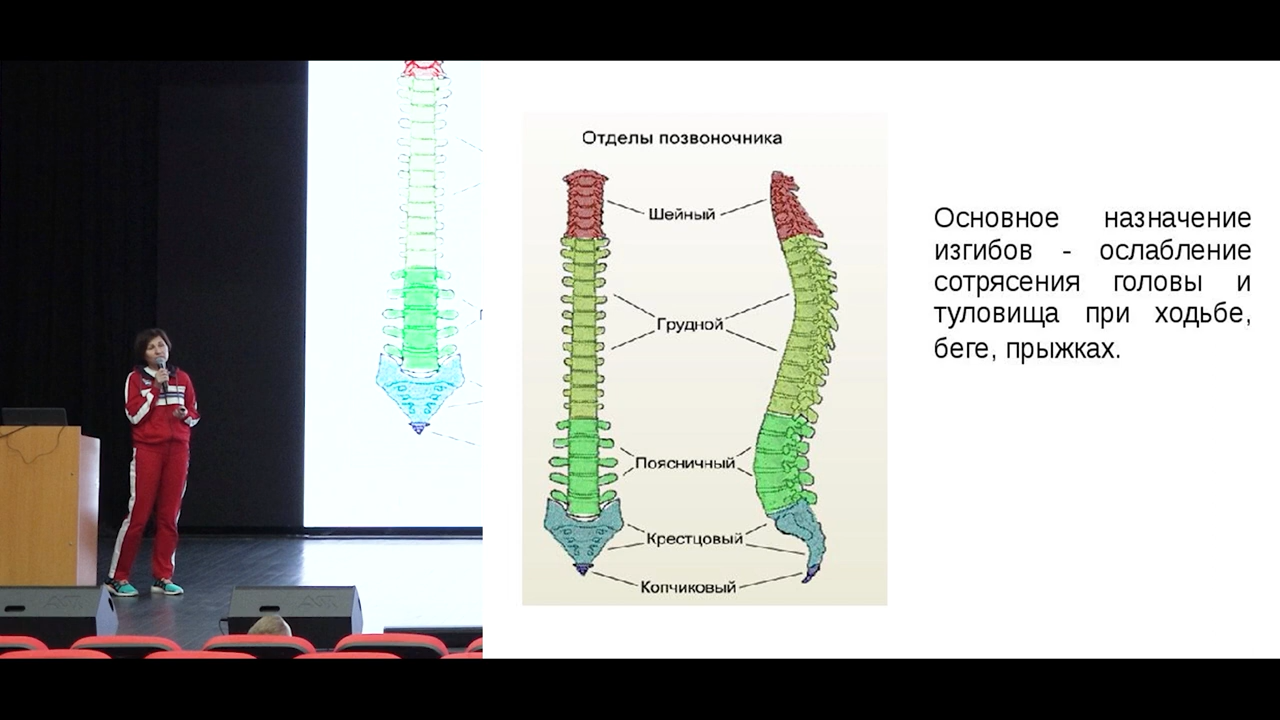 Отделы позвоночника
Шейный
Грудной
Поясничный
Крестцовый
Копчиковый
Основное назначение
изгибов - ослабление
сотрясения головы и
туловища при ходьбе,
беге, прыжках.